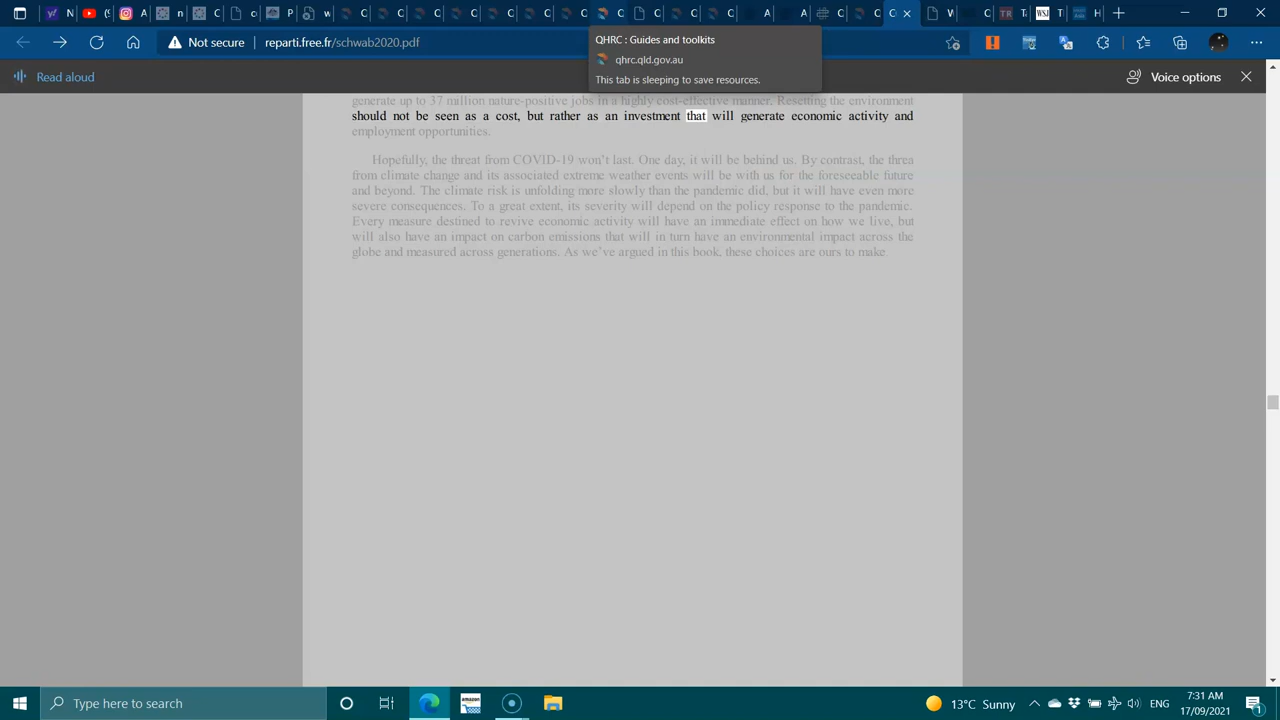 N
(
A
n
C
c
P
w
C
C
C
C
C
C
C
C
C
C
C
A
A
C
C
C
W
C
TR
T
WSJ
T
H
Not secure
reparti.free.fr/schwab2020.pdf
QHRC : Guides and toolkits
qhrc.qld.gov.au
This tab is sleeping to save resources.
Read aloud
Voice options
generate up to 37 million nature-positive jobs in a highly cost-effective manner. Resetting the environment
should not be seen as a cost, but rather as an investment that will generate economic activity and
employment opportunities.
Hopefully, the threat from COVID-19 won't last. One day, it will be behind us. By contrast, the threa
from climate change and its associated extreme weather events will be with us for the foreseeable future
and beyond. The climate risk is unfolding more slowly than the pandemic did, but it will have even more
severe consequences. To a great extent, its severity will depend on the policy response to the pandemic.
Every measure destined to revive economic activity will have an immediate effect on how we live, but
will also have an impact on carbon emissions that will in turn have an environmental impact across the
globe and measured across generations. As we've argued in this book, these choices are ours to make.
Type here to search
amazon
13°C Sunny
ENG
7:31 AM
17/09/2021
1